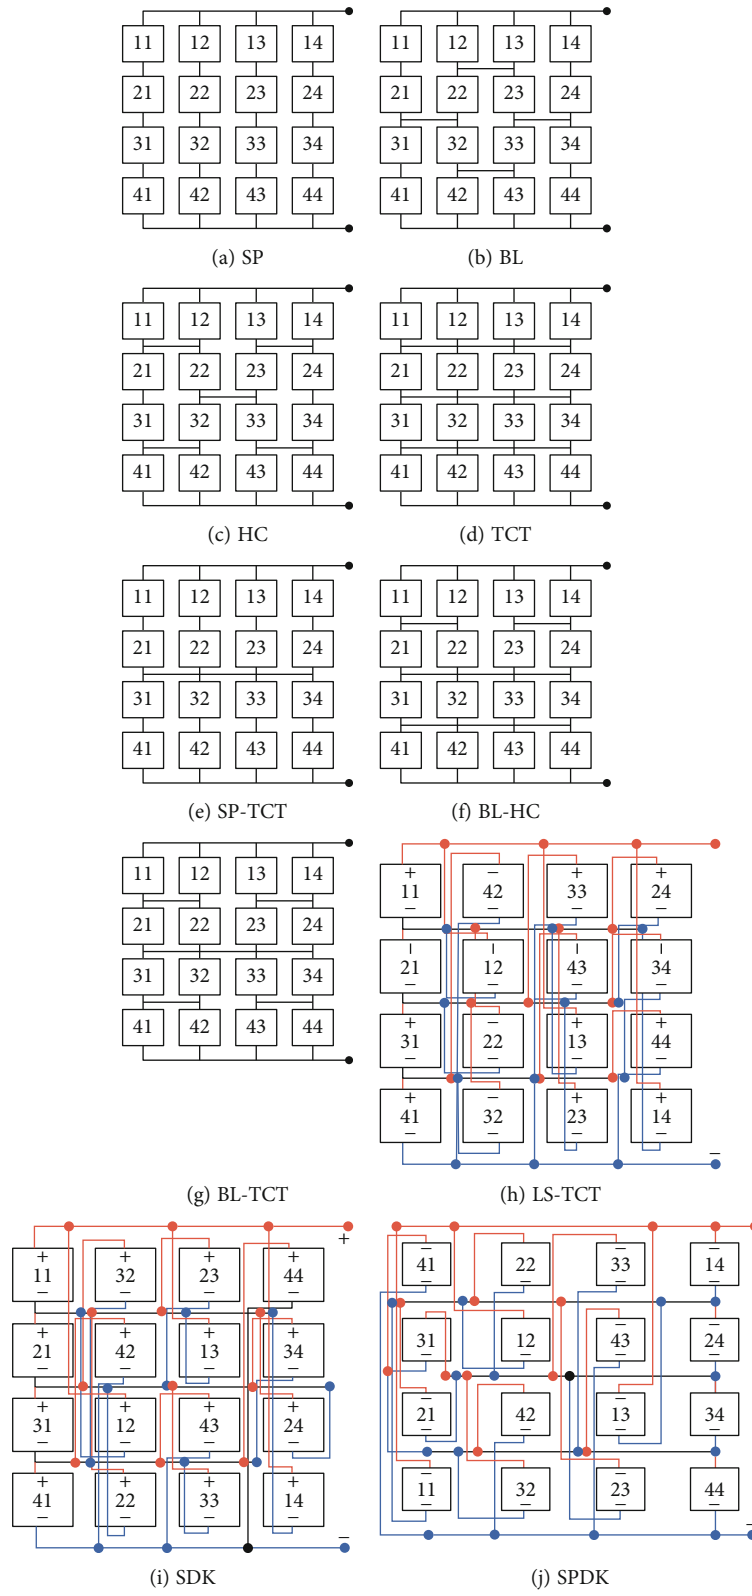 11 12 13 14
21 22 23 24
31 32 33 34
41 42 43 44
(a) SP
11 12 13 14
21 22 23 24
31 32 33 34
41 42 43 44
(b) BL
11 12 13 14
21 22 23 24
31 32 33 34
41 42 43 44
(c) HC
11 12 13 14
21 22 23 24
31 32 33 34
41 42 43 44
(d) TCT
11 12 13 14
21 22 23 24
31 32 33 34
41 42 43 44
(e) SP-TCT
11 12 13 14
21 22 23 24
31 32 33 34
41 42 43 44
(f) BL-HC
11 12 13 14
21 22 23 24
31 32 33 34
41 42 43 44
(g) BL-TCT
+ − + +
11 42 33 24
− − − −
− − − −
21 12 43 34
− − − −
+ − + +
31 22 13 44
− − − −
+ − + +
41 32 23 14
− − − −
−
(h) LS-TCT
+
+ + + +
11 32 23 44
− − − −
+ + + +
21 42 13 34
− − − −
+ + + +
31 12 43 24
− − − −
+ + + +
41 22 33 14
− − − −
−
(i) SDK
− − − −
41 22 33 14
− − − −
− − − −
31 12 43 24
− − − −
− − − −
21 42 13 34
− − − −
− − − −
11 32 23 44
− − − −
−
(j) SPDK